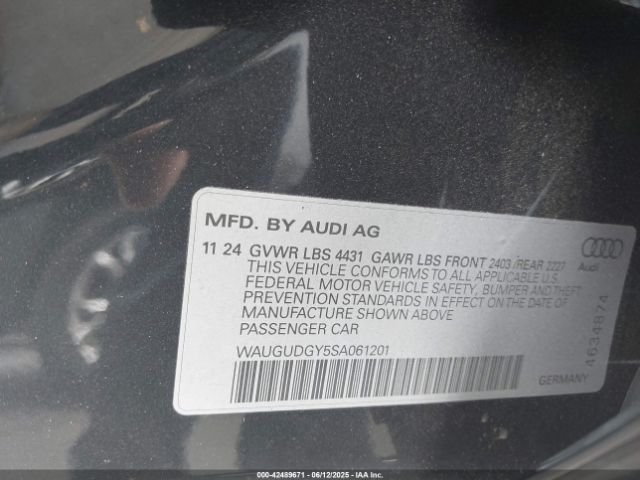 MFD. BY AUDI AG
11 24 GVWR LBS 4431 GAWR LBS FRONT 2403 /REAR 2227
THIS VEHICLE CONFORMS TO ALL APPLICABLE U.S.
FEDERAL MOTOR VEHICLE SAFETY, BUMPER AND THEFT
PREVENTION STANDARDS IN EFFECT ON THE DATE OF
MANUFACTURE SHOWN ABOVE
PASSENGER CAR
WAUGUDGY5SA061201
GERMANY
Audi
4634874
000-42489671 - 06/12/2025 - IAAI.com